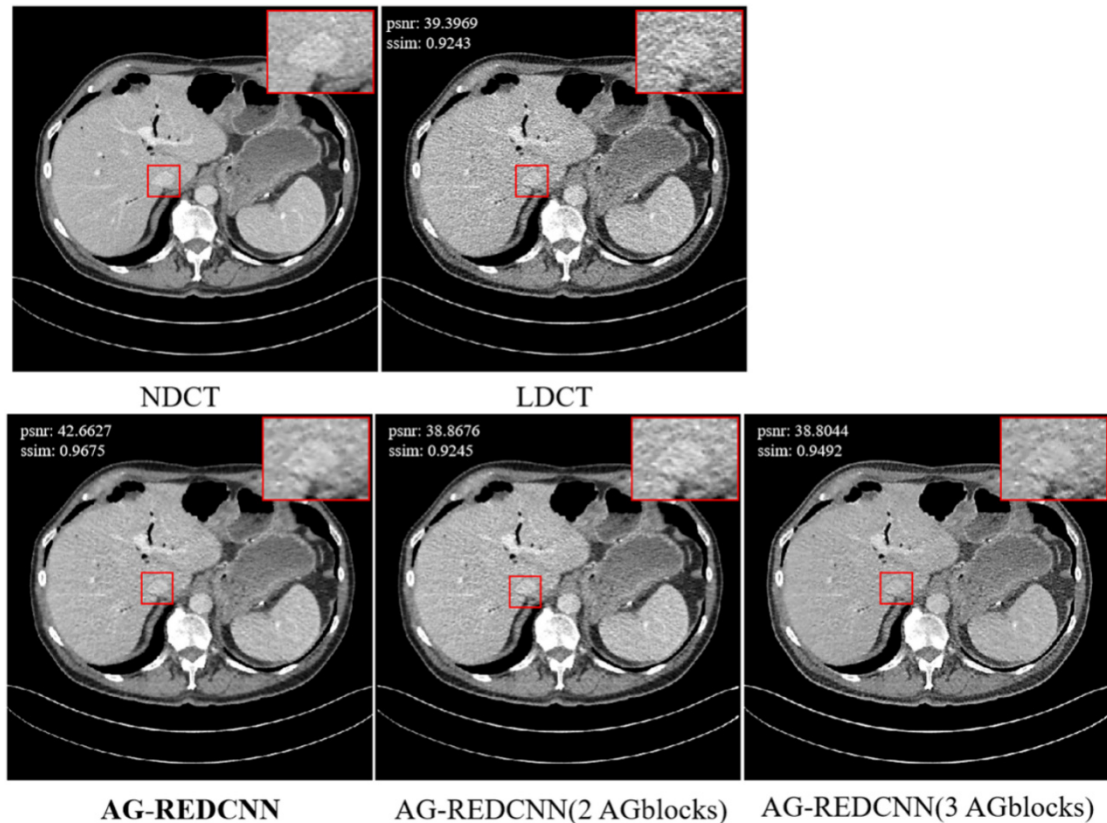 psnr: 39.3969
ssim: 0.9243
NDCT
LDCT
psnr: 42.6627
ssim: 0.9675
psnr: 38.8676
ssim: 0.9245
psnr: 38.8044
ssim: 0.9492
AG-REDCNN
AG-REDCNN(2 AGblocks)
AG-REDCNN(3 AGblocks)